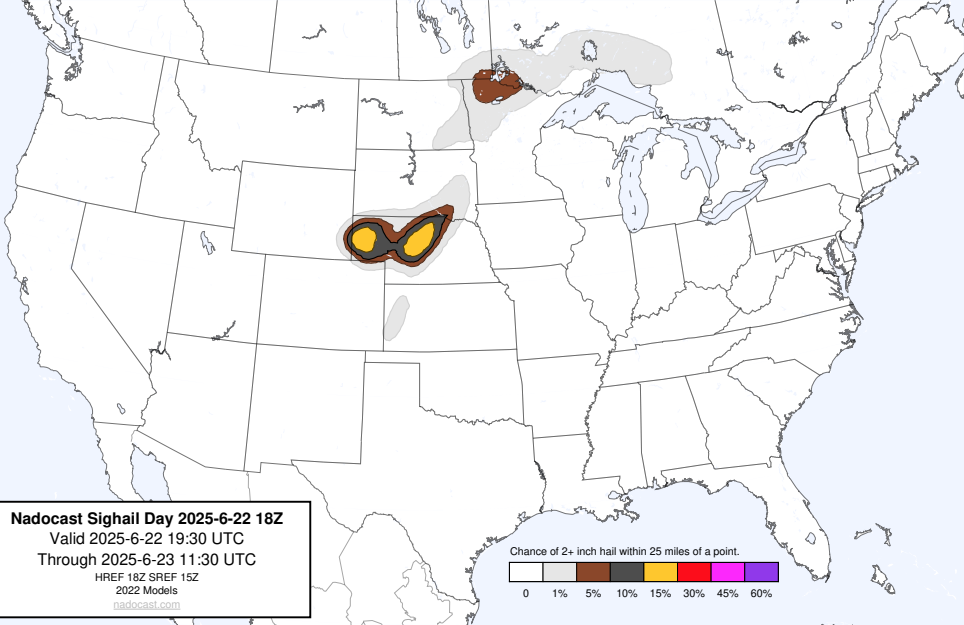 Nadocast Sighail Day 2025-6-22 18Z
Valid 2025-6-22 19:30 UTC
Through 2025-6-23 11:30 UTC
HREF 18Z SREF 15Z
2022 Models
nadocast.com
Chance of 2+ inch hail within 25 miles of a point.
0 1% 5% 10% 15% 30% 45% 60%